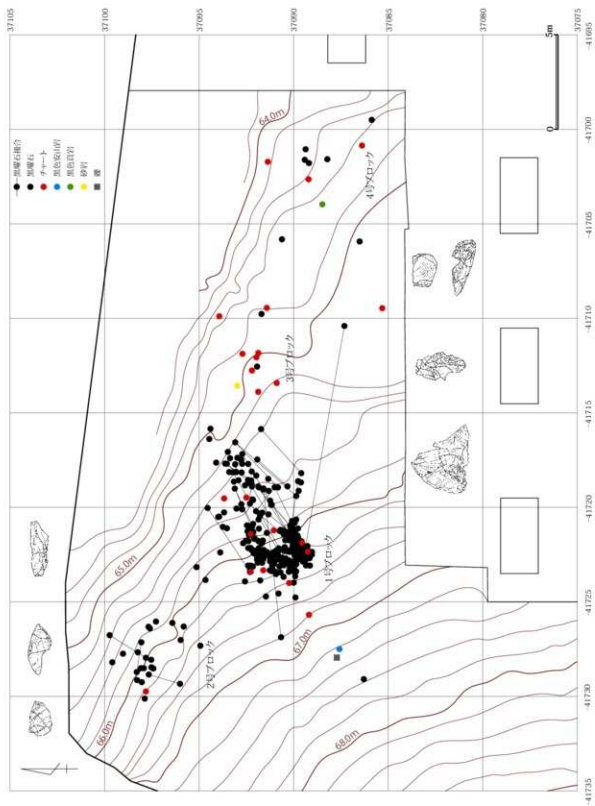 37105
37100
37095
37090
37085
37080
37075
-41695
-41700
-41705
-41710
-41715
-41720
-41725
-41730
-41735
黒曜石接合
黒曜石
チャート
黒色安山岩
黒色頁岩
砂岩
礫
64.0m
65.0m
66.0m
67.0m
68.0m
1号ブロック
2号ブロック
3号ブロック
4号ブロック
0
5m